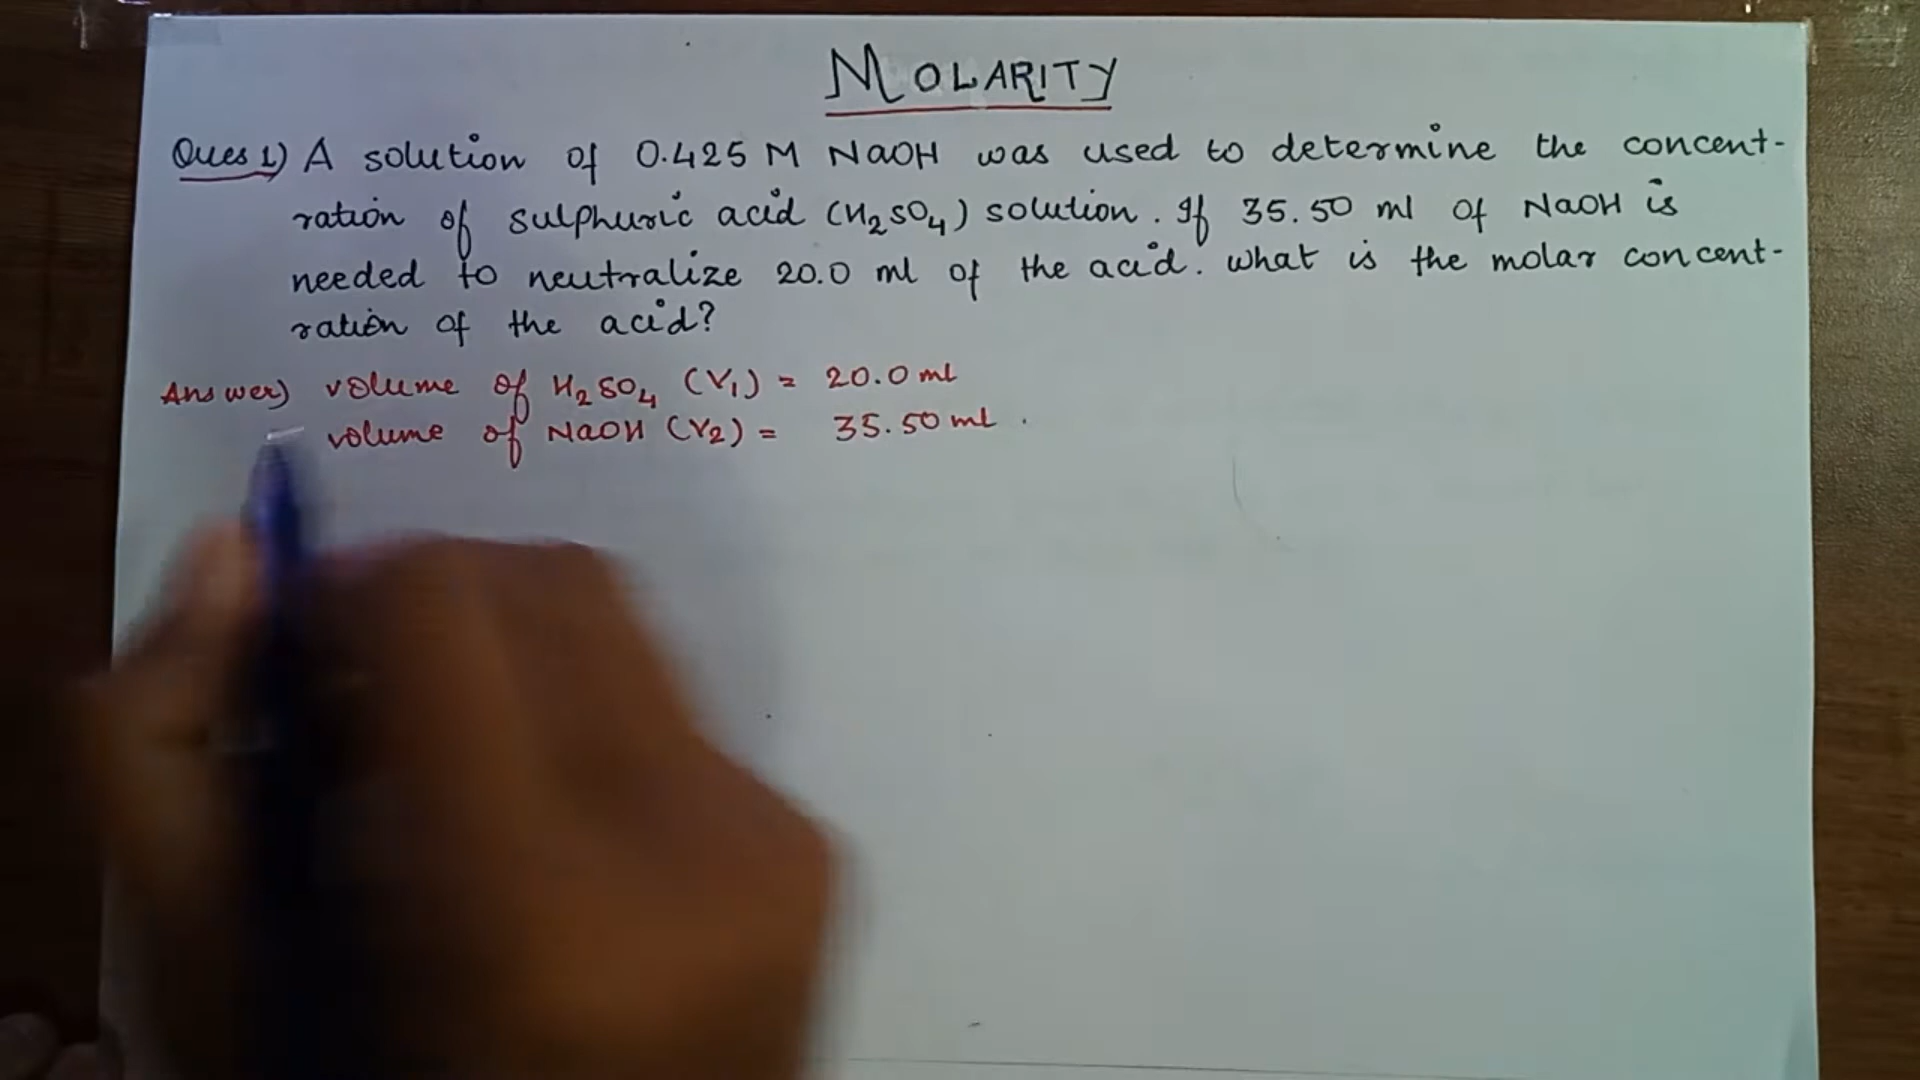 MOLARITY
Ques 1) A solution of 0.425 M NaOH was used to determine the concent-
ration of sulphuric acid (H₂SO₄) solution. If 35.50 ml of NaOH is
needed to neutralize 20.0 ml of the acid. What is the molar concent-
ration of the acid?
Answer) volume of H₂SO₄ (V₁) = 20.0 ml
volume of NaOH (V₂) = 35.50 ml.